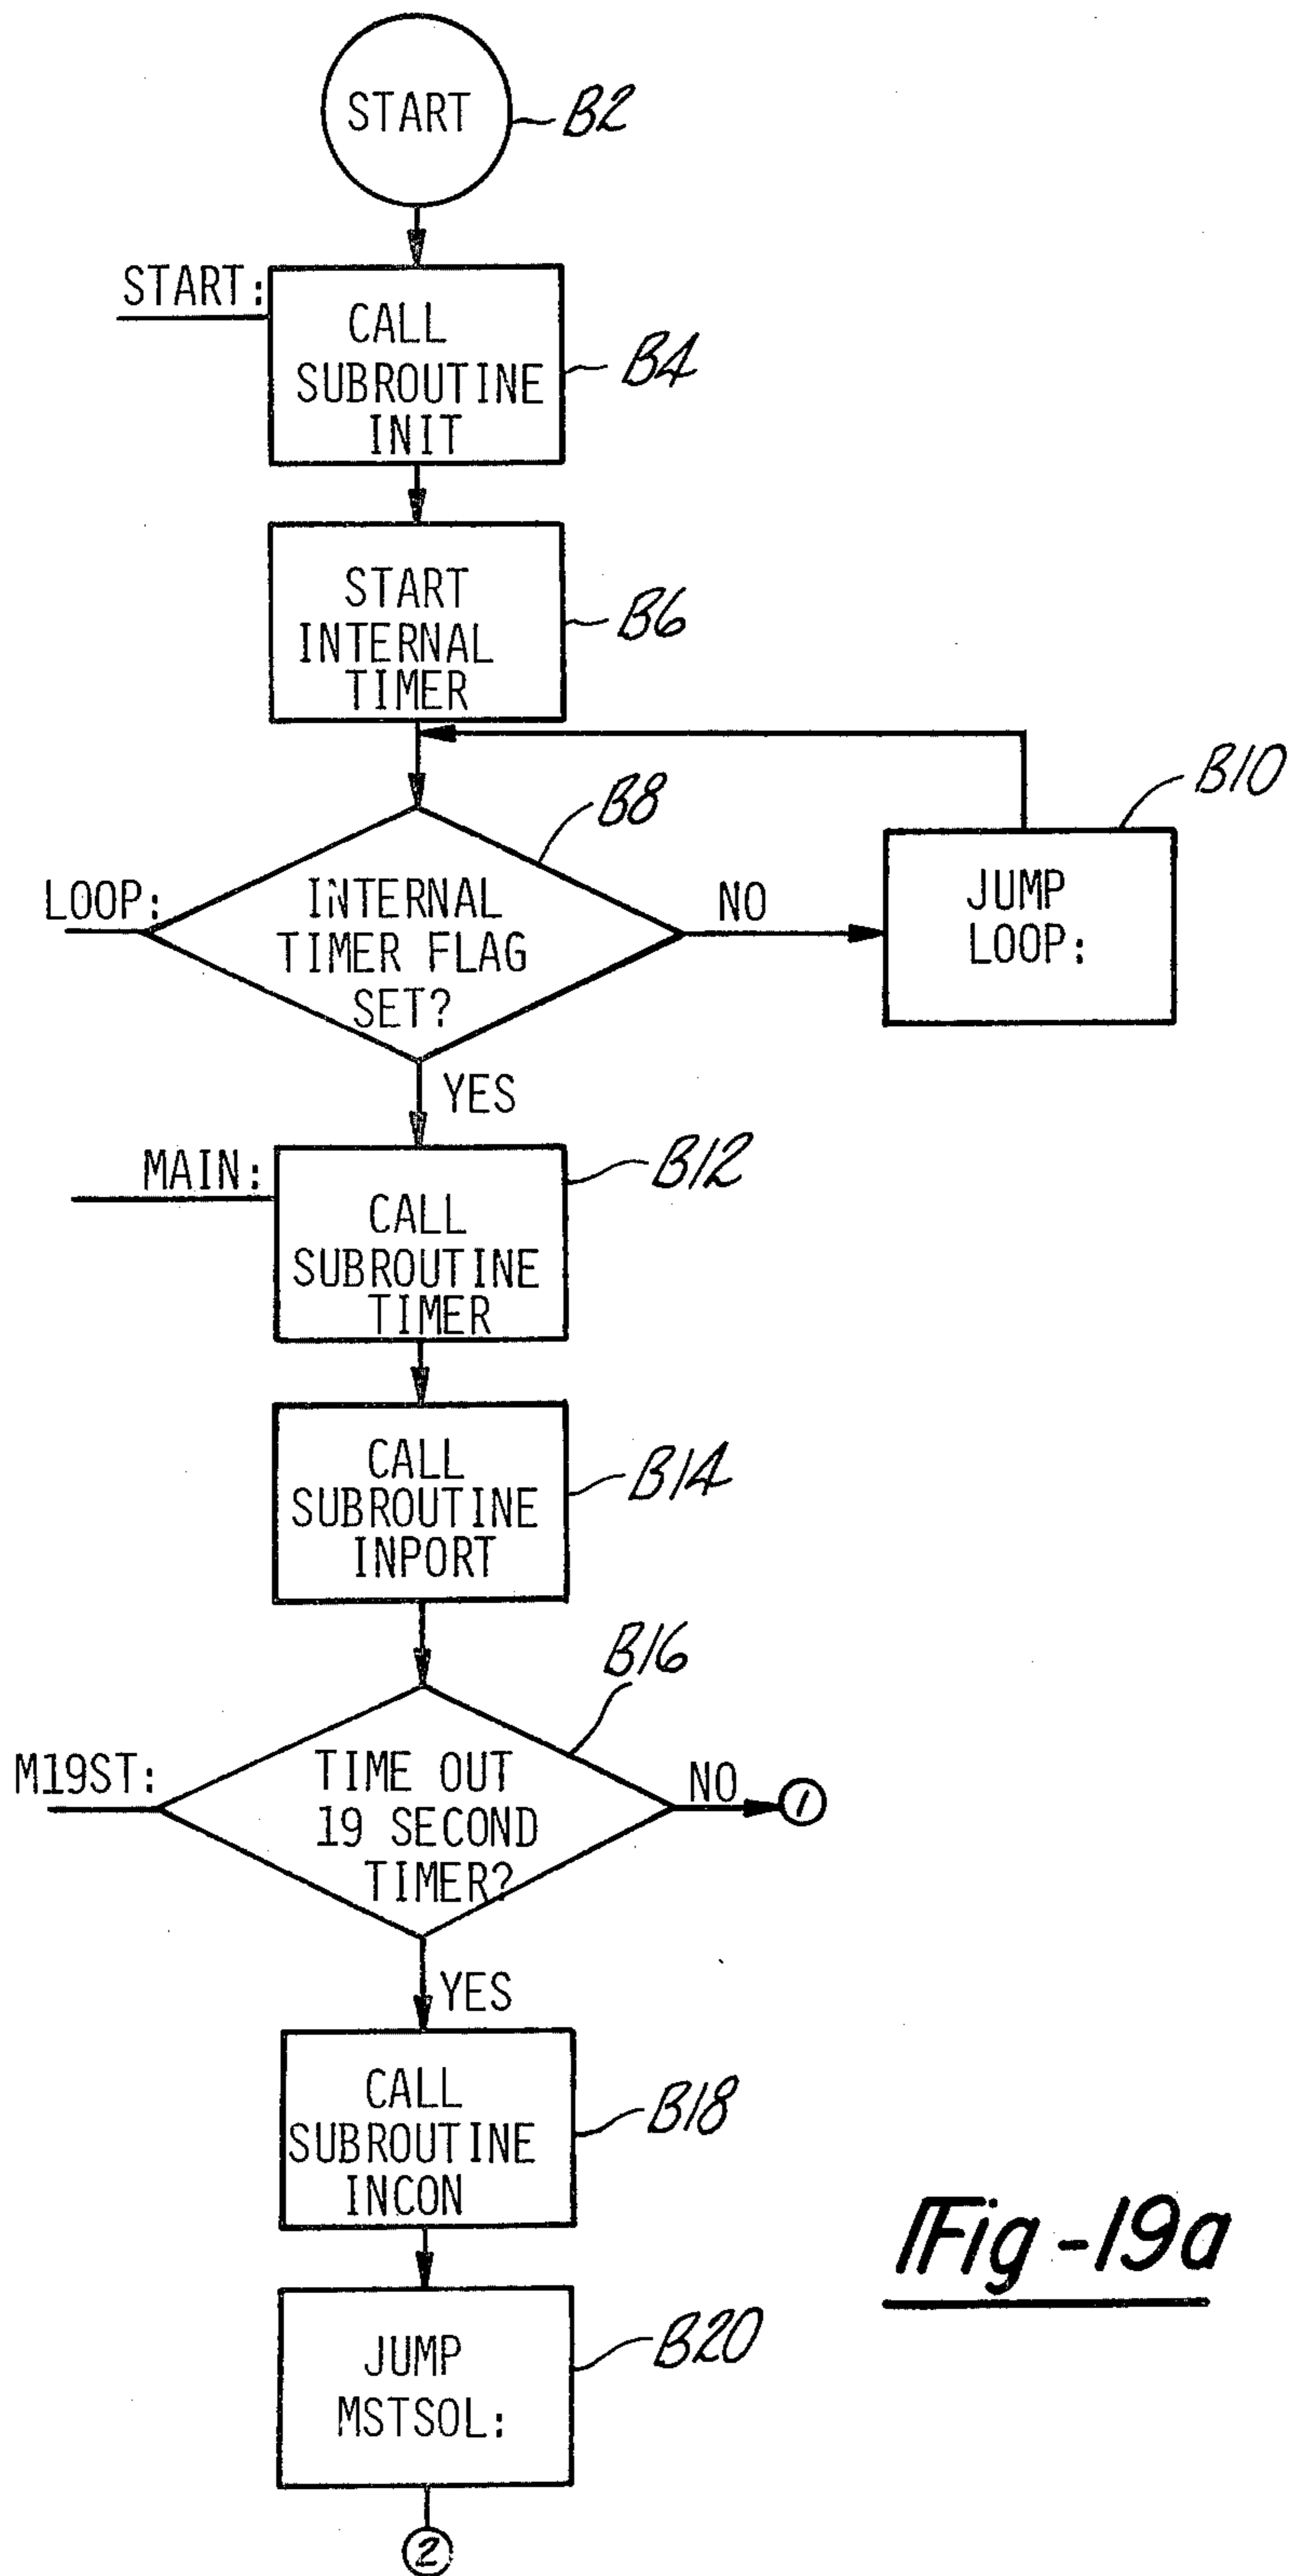 START
B2
START:
CALL
SUBROUTINE
INIT
B4
START
INTERNAL
TIMER
B6
B8
B10
LOOP:
INTERNAL
TIMER FLAG
SET?
NO
JUMP
LOOP:
YES
MAIN:
CALL
SUBROUTINE
TIMER
B12
CALL
SUBROUTINE
INPORT
B14
B16
M19ST:
TIME OUT
19 SECOND
TIMER?
NO
1
YES
CALL
SUBROUTINE
INCON
B18
JUMP
MSTSOL:
B20
2
Fig-19a